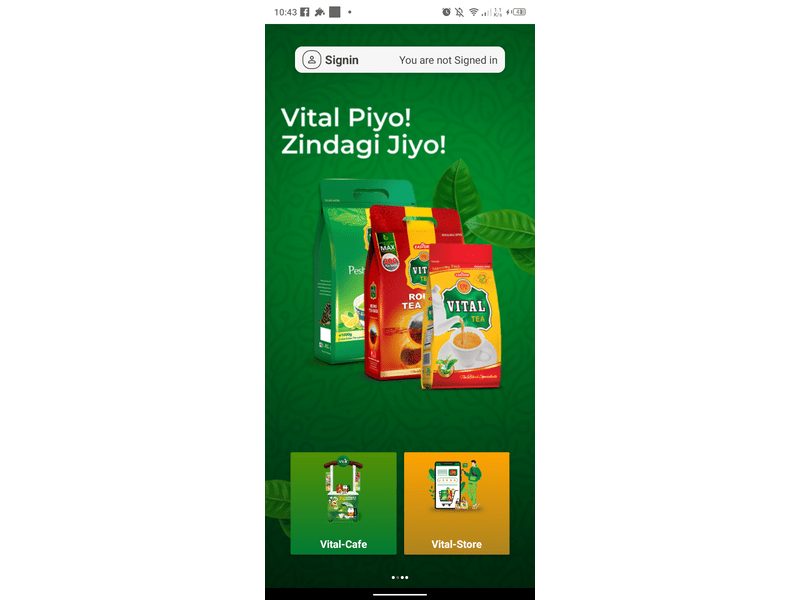 10:43
Signin
You are not Signed in
Vital Piyo!
Zindagi Jiyo!
MAX
VITAL
TEA
Vital-Cafe
Vital-Store